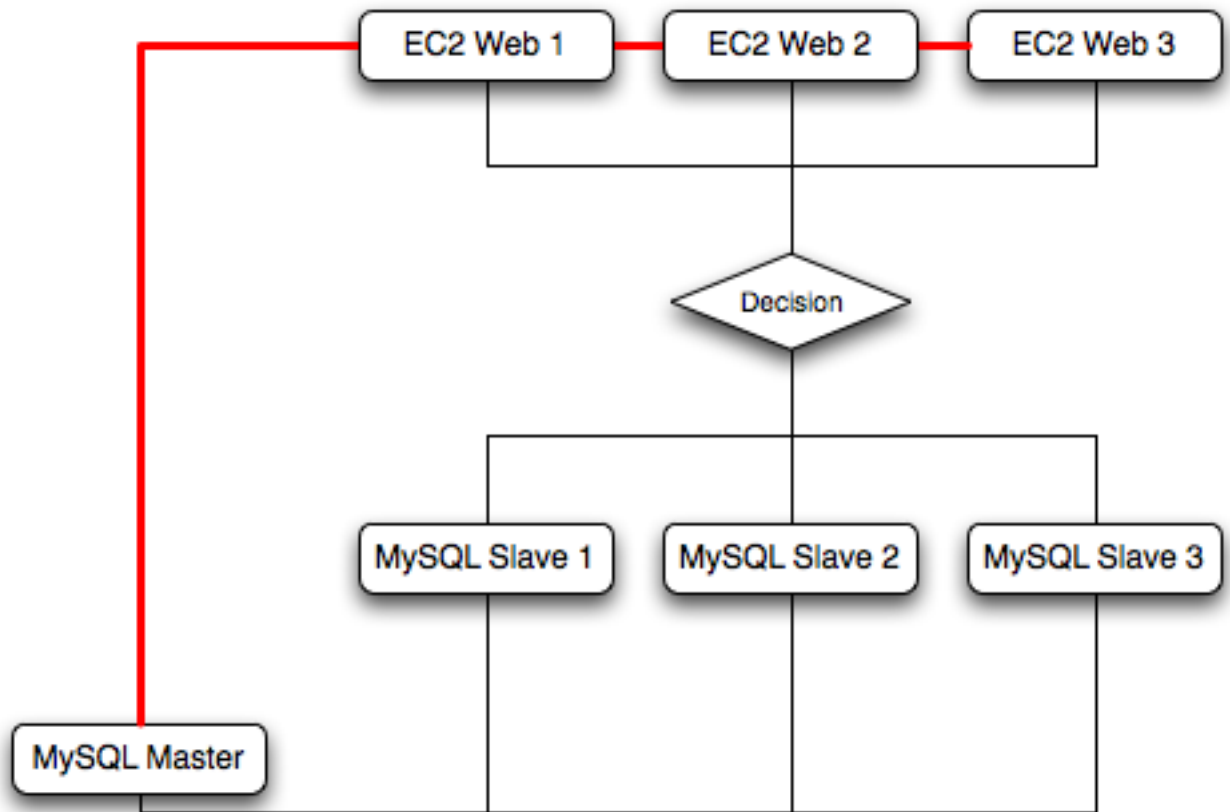 EC2 Web 1
EC2 Web 2
EC2 Web 3
Decision
MySQL Slave 1
MySQL Slave 2
MySQL Slave 3
MySQL Master